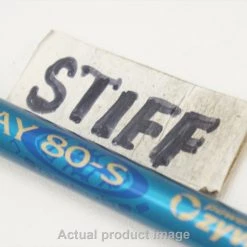 STIFF
AY 80-S
Actual product image